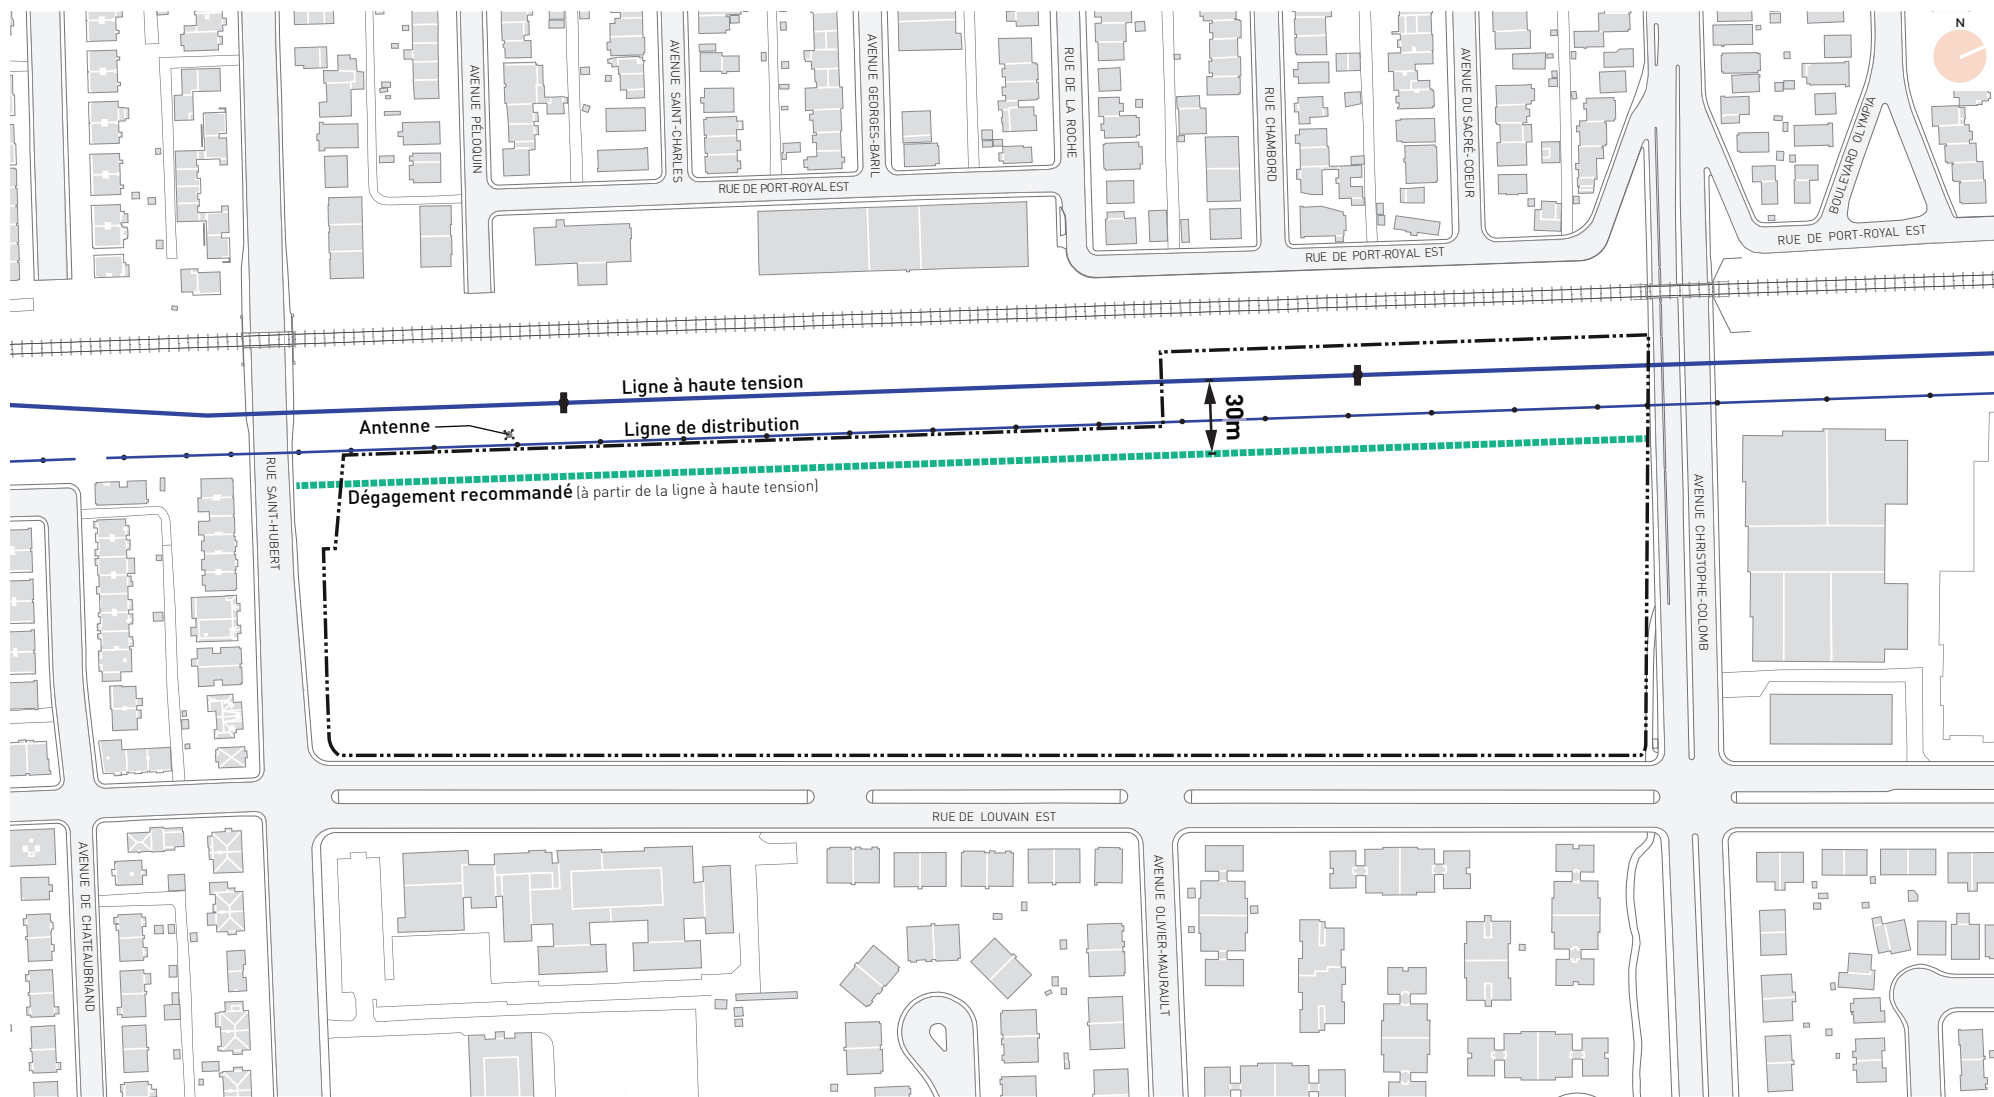 N
AVENUE PÉLOQUIN
AVENUE SAINT-CHARLES
AVENUE GEORGES-BARIL
RUE DE LA ROCHE
RUE CHAMBORD
AVENUE DU SACRÉ-COEUR
BOULEVARD OLYMPIA
RUE DE PORT-ROYAL EST
RUE DE PORT-ROYAL EST
RUE DE PORT-ROYAL EST
Ligne à haute tension
Antenne
Ligne de distribution
30 m
Dégagement recommandé (à partir de la ligne à haute tension)
RUE SAINT-HUBERT
AVENUE CHRISTOPHE-COLOMB
RUE DE LOUVAIN EST
AVENUE DE CHATEAUBRIAND
AVENUE OLIVIER-MAURAULT